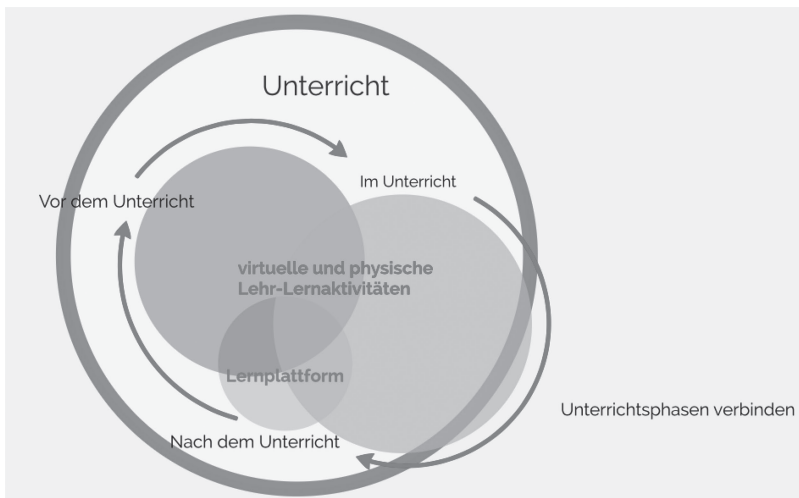 Unterricht
Im Unterricht
Vor dem Unterricht
virtuelle und physische
Lehr-Lernaktivitäten
Lernplattform
Unterrichtsphasen verbinden
Nach dem Unterricht